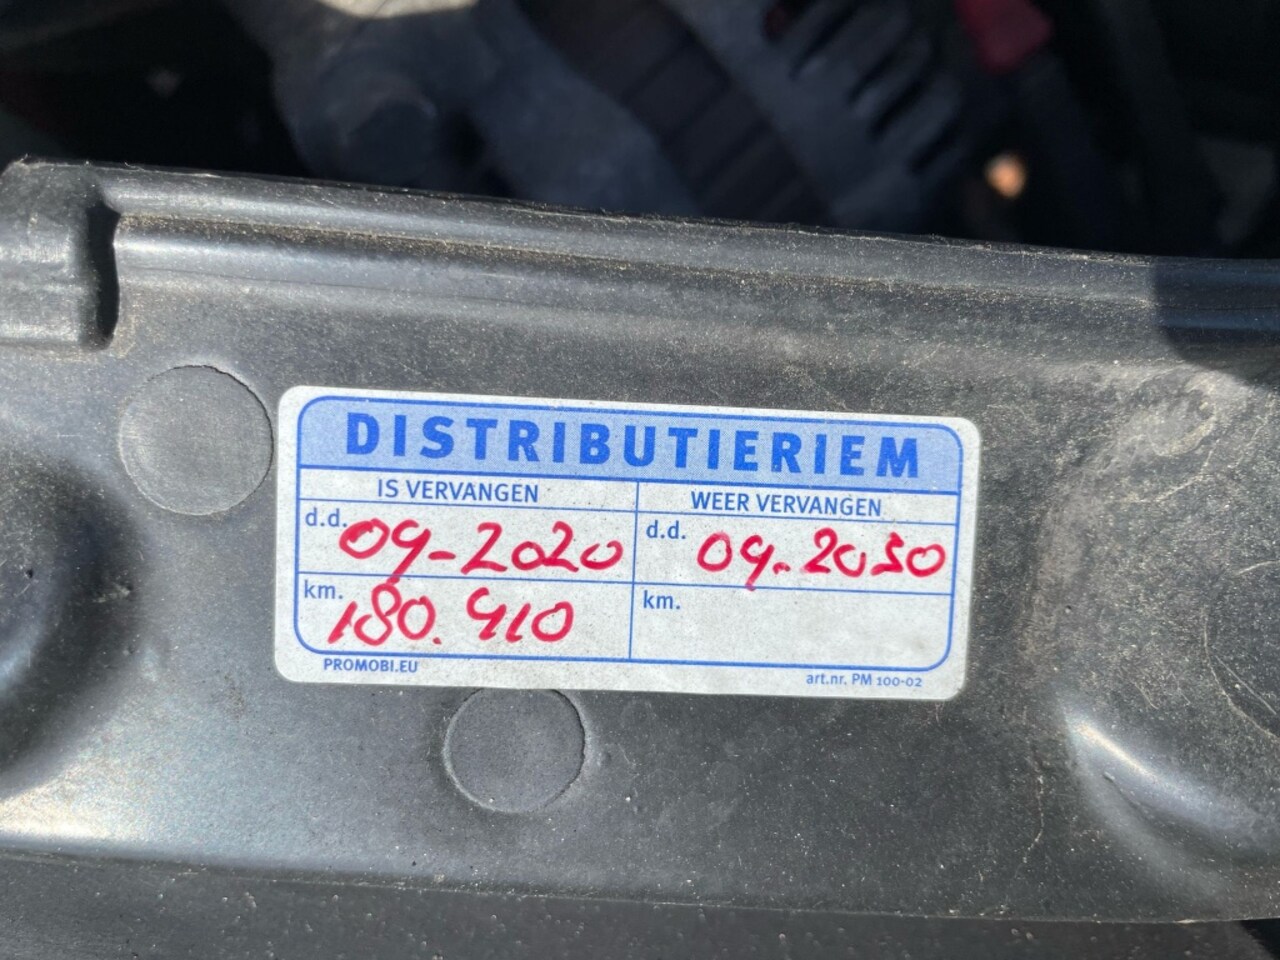 DISTRIBUTIERIEM
IS VERVANGEN WEER VERVANGEN
d.d. 09-2020 d.d. 09.2030
km. 180.910 km.
PROMOBI.EU art.nr. PM 100-02